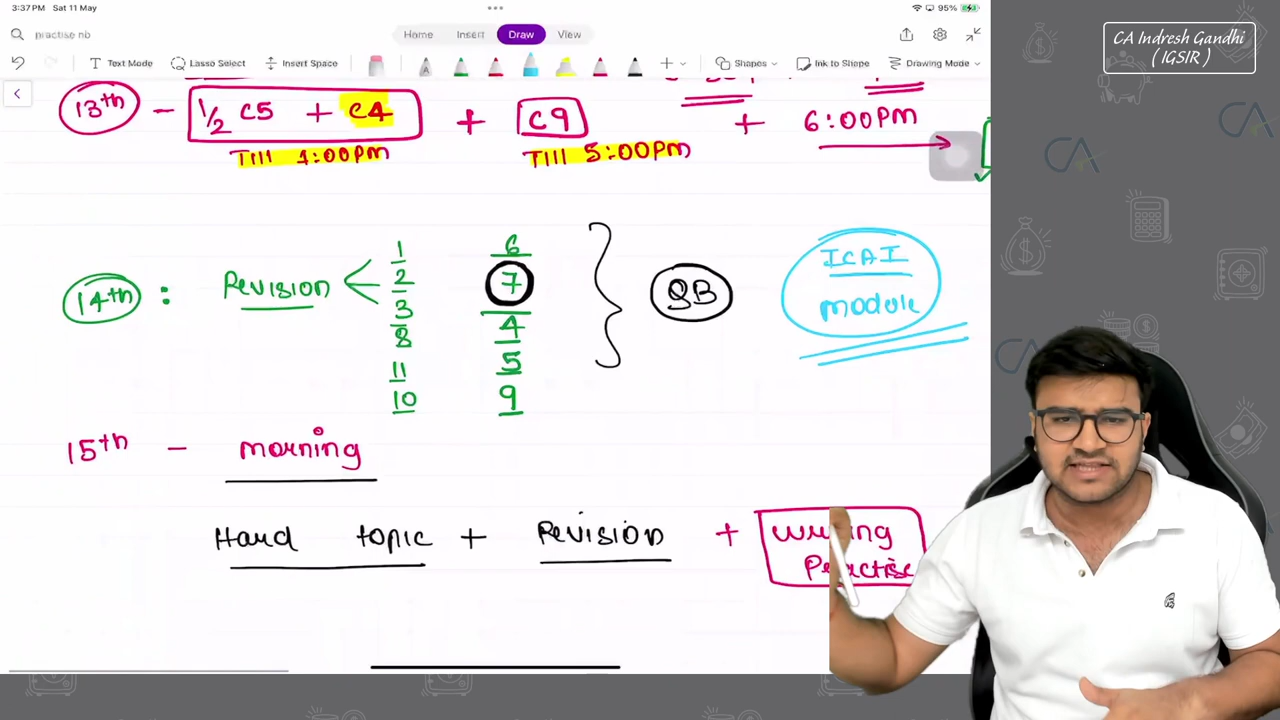 3:37 PM Sat 11 May
95%
practise nb
Home Insert Draw View
Text Mode Lasso Select Insert Space Shapes Ink to Shape Drawing Mode
CA Indresh Gandhi
( IGSIR )
13th - 1/2 C5 + C4 + C9 + 6:00PM
Till 1:00PM Till 5:00PM
14th : Revision
1 6
2 7
3 4
8 5
11 9
10
QB
ICAI
module
15th - morning
Hard topic + Revision + Writing
Practise
CA